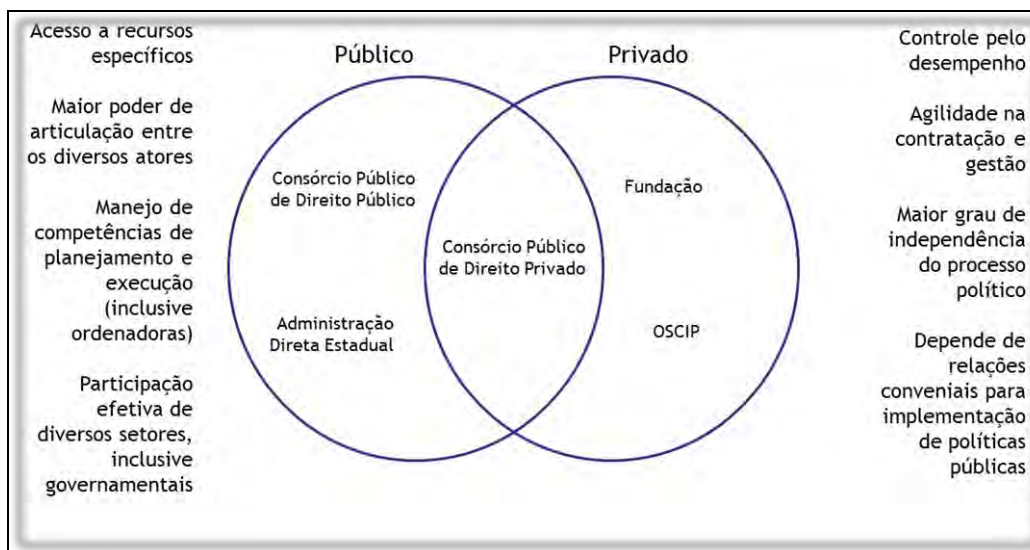 Acesso a recursos
específicos
Maior poder de
articulação entre
os diversos atores
Manejo de
competências de
planejamento e
execução
(inclusive
ordenadoras)
Participação
efetiva de
diversos setores,
inclusive
governamentais
Público
Privado
Consórcio Público
de Direito Público
Administração
Direta Estadual
Consórcio Público
de Direito Privado
Fundação
OSCIP
Controle pelo
desempenho
Agilidade na
contratação e
gestão
Maior grau de
independência
do processo
político
Depende de
relações
conveniais para
implementação
de políticas
públicas